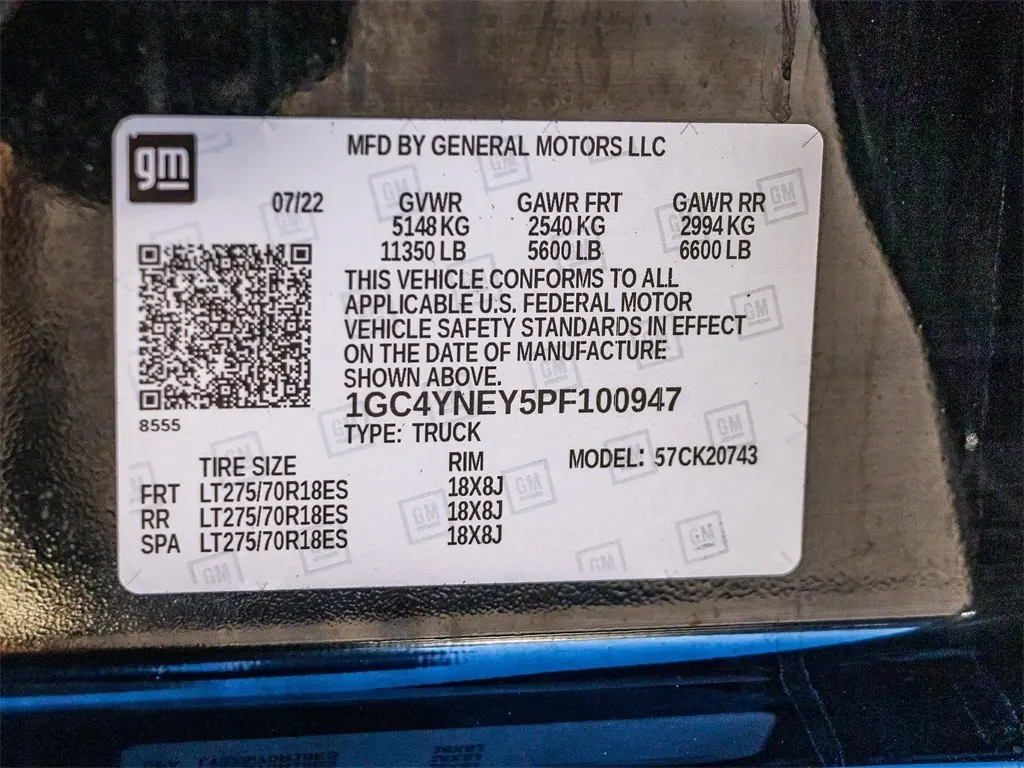 gm
MFD BY GENERAL MOTORS LLC
07/22 GVWR GAWR FRT GAWR RR
5148 KG 2540 KG 2994 KG
11350 LB 5600 LB 6600 LB
THIS VEHICLE CONFORMS TO ALL
APPLICABLE U.S. FEDERAL MOTOR
VEHICLE SAFETY STANDARDS IN EFFECT
ON THE DATE OF MANUFACTURE
SHOWN ABOVE.
1GC4YNEY5PF100947
8555
TYPE: TRUCK
TIRE SIZE RIM MODEL: 57CK20743
FRT LT275/70R18ES 18X8J
RR LT275/70R18ES 18X8J
SPA LT275/70R18ES 18X8J